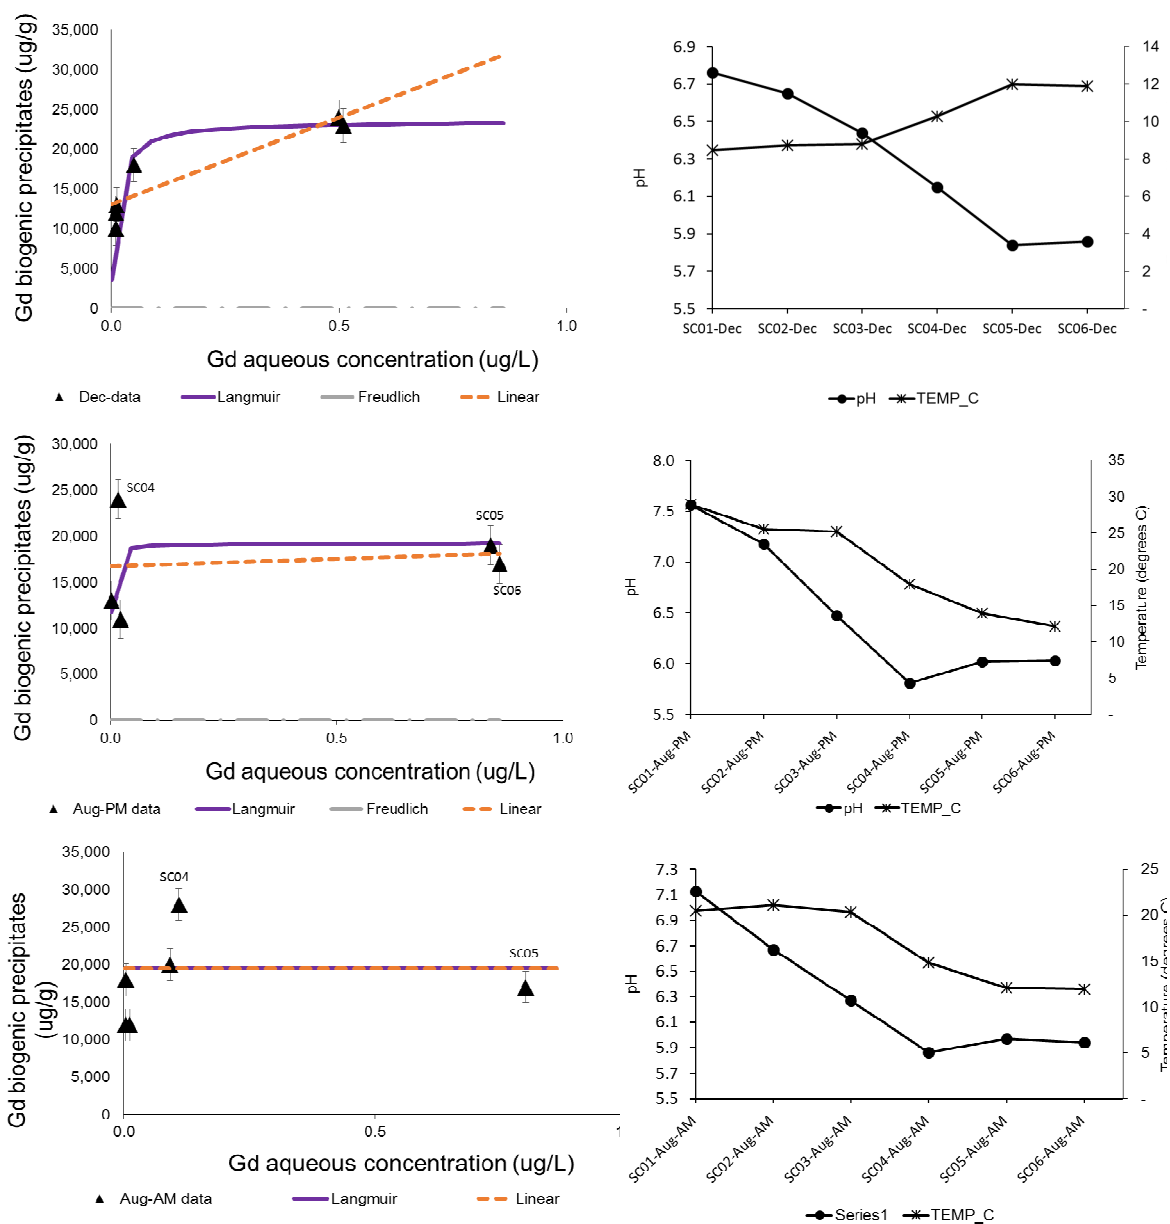 Gd biogenic precipitates (ug/g)
35,000
30,000
25,000
20,000
15,000
10,000
5,000
0
0.0
0.5
1.0
Gd aqueous concentration (ug/L)
Dec-data
Langmuir
Freudlich
Linear
pH
6.9
6.7
6.5
6.3
6.1
5.9
5.7
5.5
14
12
10
8
6
4
2
-
SC01-Dec
SC02-Dec
SC03-Dec
SC04-Dec
SC05-Dec
SC06-Dec
pH
TEMP_C
Gd biogenic precipitates (ug/g)
30,000
25,000
20,000
15,000
10,000
5,000
0
SC04
SC05
SC06
0.0
0.5
1.0
Gd aqueous concentration (ug/L)
Aug-PM data
Langmuir
Freudlich
Linear
pH
8.0
7.5
7.0
6.5
6.0
5.5
35
30
25
20
15
10
5
-
Temperature (degrees C)
SC01-Aug-PM
SC02-Aug-PM
SC03-Aug-PM
SC04-Aug-PM
SC05-Aug-PM
SC06-Aug-PM
pH
TEMP_C
Gd biogenic precipitates
(ug/g)
35,000
30,000
25,000
20,000
15,000
10,000
5,000
0
SC04
SC05
0.0
0.5
Gd aqueous concentration (ug/L)
Aug-AM data
Langmuir
Linear
pH
7.3
7.1
6.9
6.7
6.5
6.3
6.1
5.9
5.7
5.5
25
20
15
10
5
-
Temperature (degrees C)
SC01-Aug-AM
SC02-Aug-AM
SC03-Aug-AM
SC04-Aug-AM
SC05-Aug-AM
SC06-Aug-AM
Series1
TEMP_C